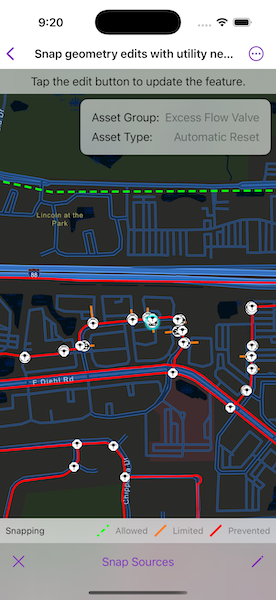 9:20
Snap geometry edits with utility ne...
Tap the edit button to update the feature.
Asset Group: Excess Flow Valve
Asset Type: Automatic Reset
Lincoln at the
Park
88
E Diehl Rd
Snapping
Allowed
Limited
Prevented
Snap Sources